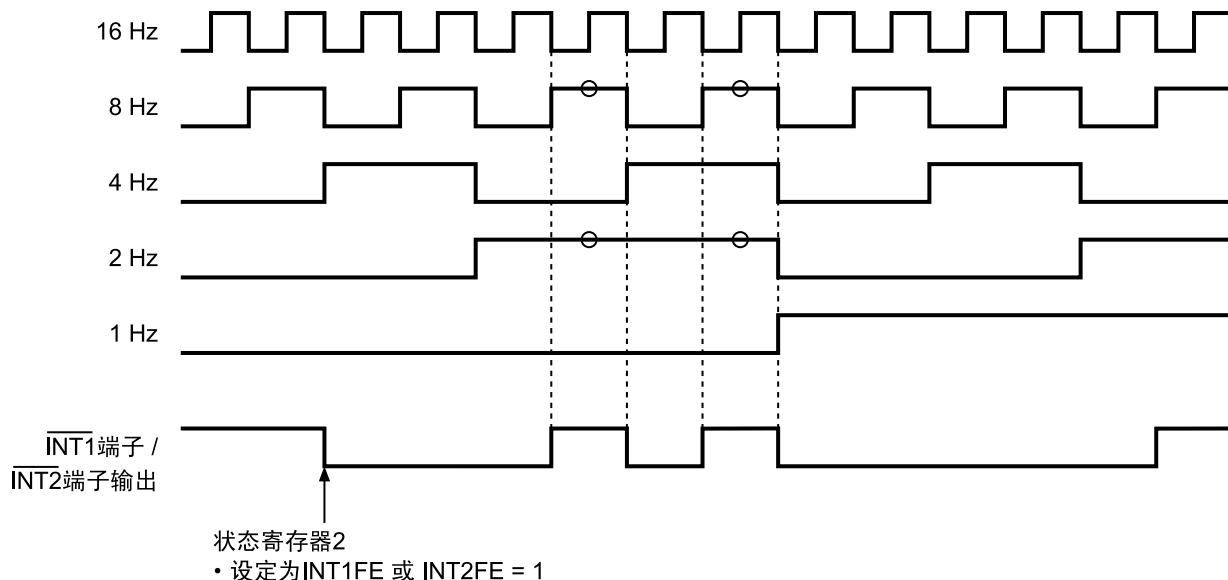 16 Hz
8 Hz
4 Hz
2 Hz
1 Hz
INT1端子 /
INT2端子输出
状态寄存器2
• 设定为INT1FE 或 INT2FE = 1